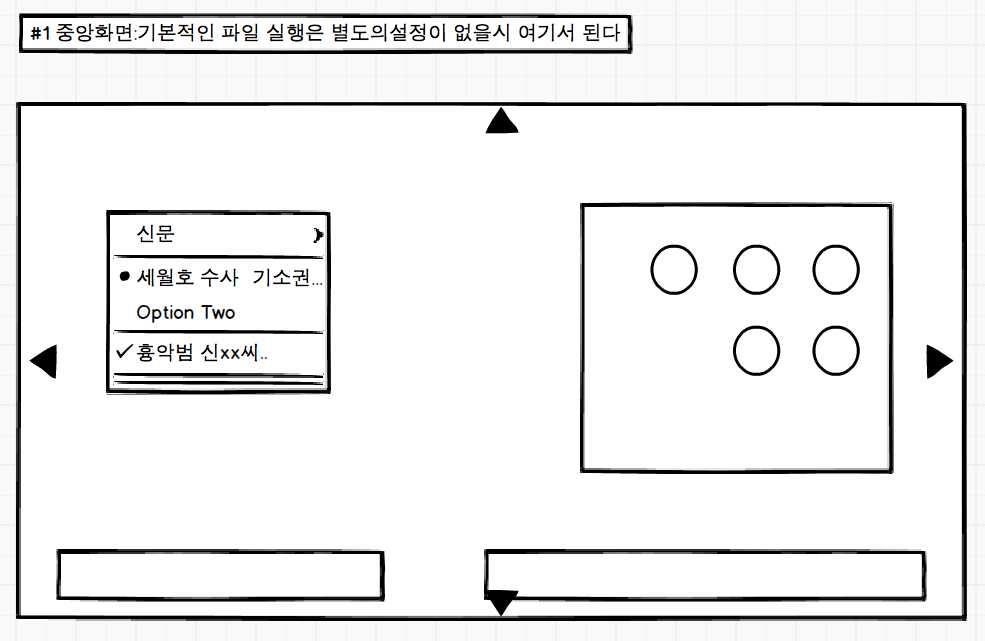 #1 중앙화면:기본적인 파일 실행은 별도의설정이 없을시 여기서 된다
신문
세월호 수사 기소권...
Option Two
흉악범 신xx씨..